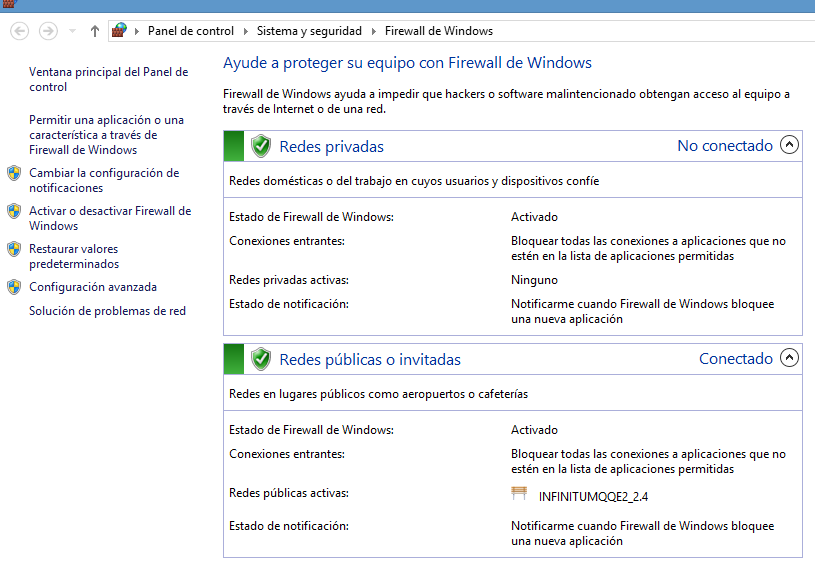 Panel de control
Sistema y seguridad
Firewall de Windows
Ventana principal del Panel de
control
Permitir una aplicación o una
característica a través de
Firewall de Windows
Cambiar la configuración de
notificaciones
Activar o desactivar Firewall de
Windows
Restaurar valores
predeterminados
Configuración avanzada
Solución de problemas de red
Ayude a proteger su equipo con Firewall de Windows
Firewall de Windows ayuda a impedir que hackers o software malintencionado obtengan acceso al equipo a
través de Internet o de una red.
Redes privadas No conectado
Redes domésticas o del trabajo en cuyos usuarios y dispositivos confíe
Estado de Firewall de Windows: Activado
Conexiones entrantes: Bloquear todas las conexiones a aplicaciones que no
estén en la lista de aplicaciones permitidas
Redes privadas activas: Ninguno
Estado de notificación: Notificarme cuando Firewall de Windows bloquee
una nueva aplicación
Redes públicas o invitadas Conectado
Redes en lugares públicos como aeropuertos o cafeterías
Estado de Firewall de Windows: Activado
Conexiones entrantes: Bloquear todas las conexiones a aplicaciones que no
estén en la lista de aplicaciones permitidas
Redes públicas activas: INFINITUMQQE2_2.4
Estado de notificación: Notificarme cuando Firewall de Windows bloquee
una nueva aplicación